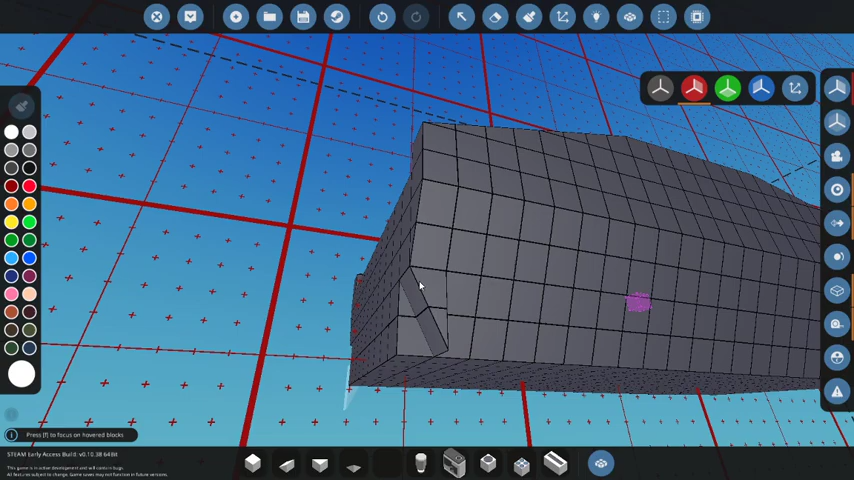 Press [f] to focus on hovered blocks
STEAM Early Access Build: v0.10.38 64Bit
This game is in active development and will contain bugs.
All features subject to change. Game saves may not function in future versions.